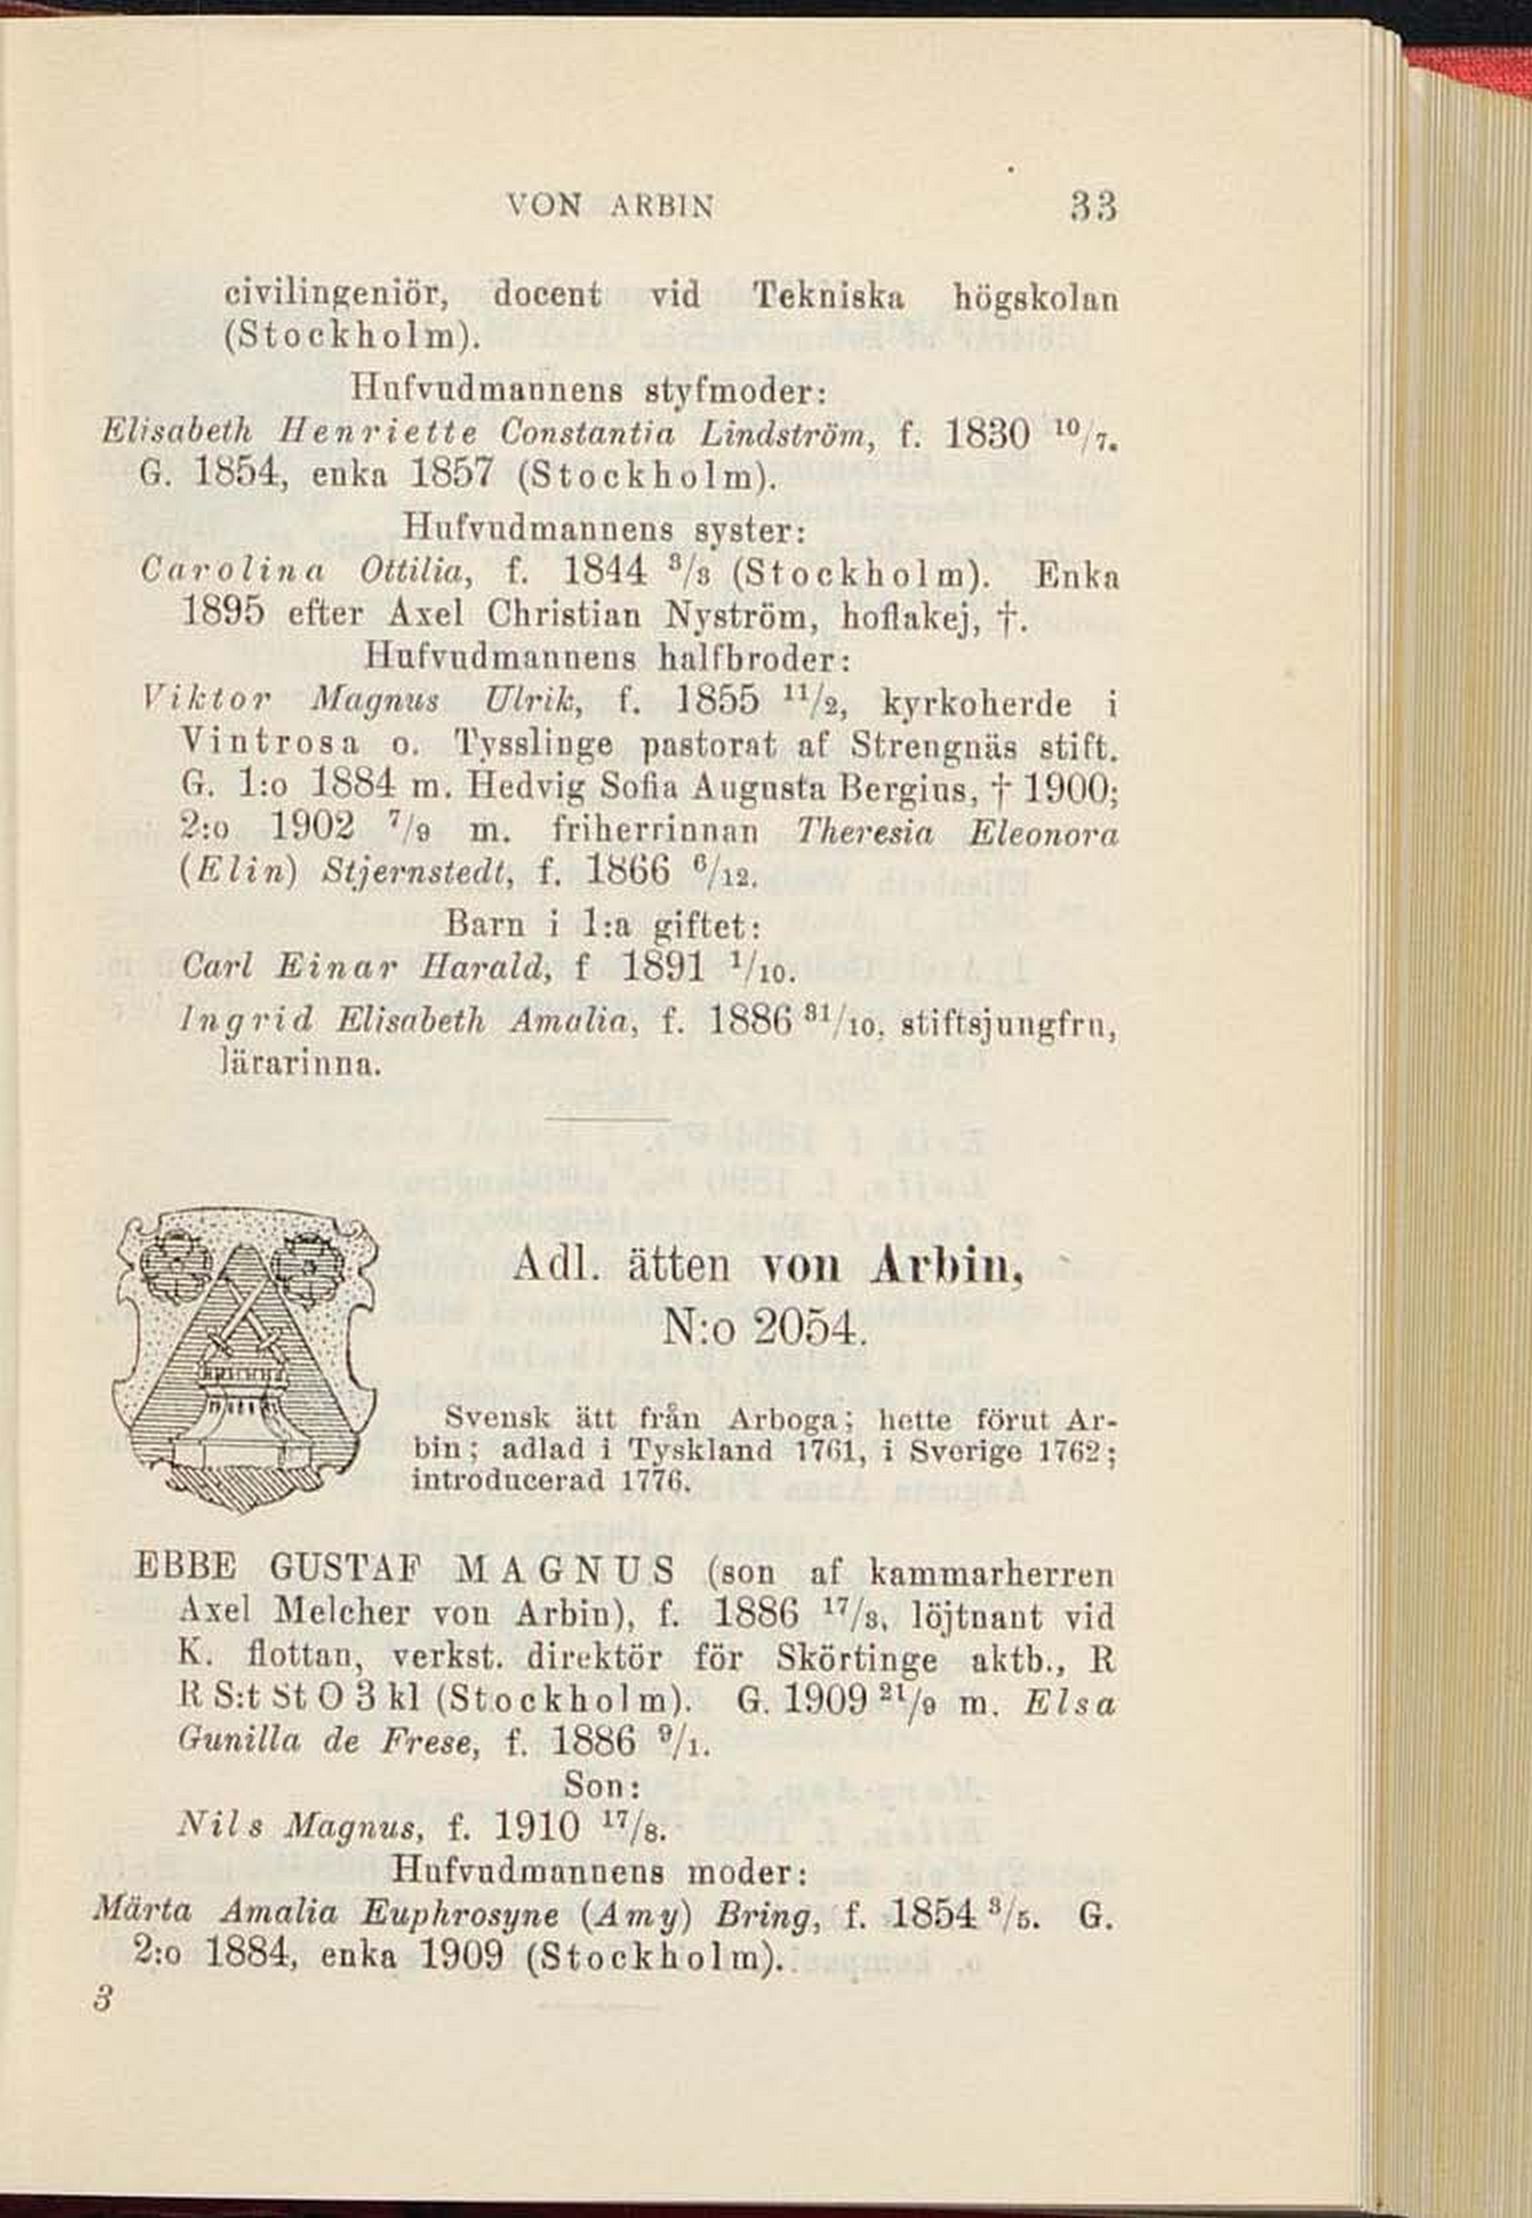 VON ARBIN 33
civilingeniör, docent vid Tekniska högskolan
(Stockholm).
Hufvudmannens styfmoder:
Elisabeth Henriette Constantia Lindström, f. 1830 10/7.
G. 1854, enka 1857 (Stockholm).
Hufvudmannens syster:
Carolina Ottilia, f. 1844 3/3 (Stockholm). Enka
1895 efter Axel Christian Nyström, hoflakej, †.
Hufvudmannens halfbroder:
Viktor Magnus Ulrik, f. 1855 11/2, kyrkoherde i
Vintrosa o. Tysslinge pastorat af Strengnäs stift.
G. 1:o 1884 m. Hedvig Sofia Augusta Bergius, † 1900;
2:o 1902 7/9 m. friherrinnan Theresia Eleonora
(Elin) Stjernstedt, f. 1866 6/12.
Barn i 1:a giftet:
Carl Einar Harald, f 1891 1/10.
Ingrid Elisabeth Amalia, f. 1886 31/10, stiftsjungfru,
lärarinna.
Adl. ätten von Arbin,
N:o 2054.
Svensk ätt från Arboga; hette förut Ar-
bin; adlad i Tyskland 1761, i Sverige 1762;
introducerad 1776.
EBBE GUSTAF MAGNUS (son af kammarherren
Axel Melcher von Arbin), f. 1886 17/3, löjtnant vid
K. flottan, verkst. direktör för Skörtinge aktb., R
R S:t St O 3 kl (Stockholm). G. 1909 21/9 m. Elsa
Gunilla de Frese, f. 1886 9/1.
Son:
Nils Magnus, f. 1910 17/8.
Hufvudmannens moder:
Märta Amalia Euphrosyne (Amy) Bring, f. 1854 3/5. G.
2:o 1884, enka 1909 (Stockholm).
3